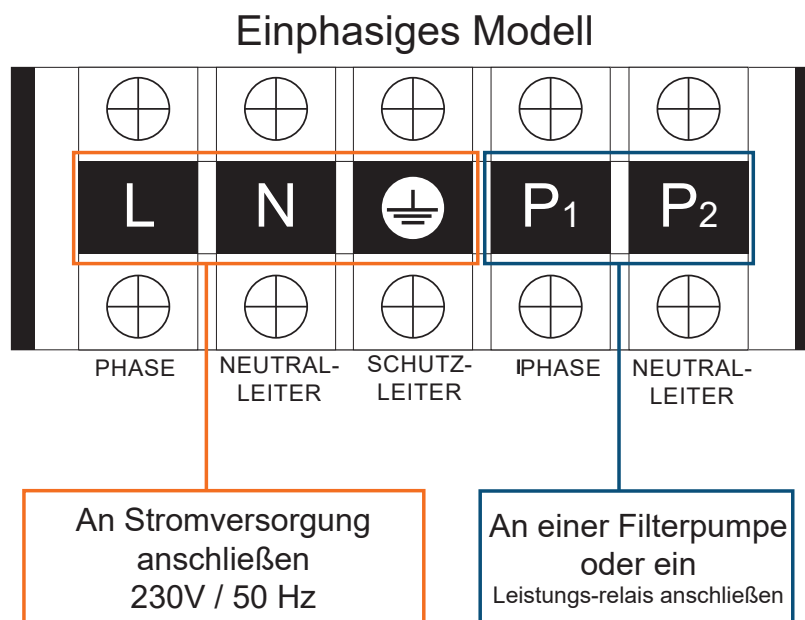 Einphasiges Modell
L N P1 P2
PHASE NEUTRAL- SCHUTZ- IPHASE NEUTRAL-
LEITER LEITER LEITER
An Stromversorgung
anschließen
230V / 50 Hz
An einer Filterpumpe
oder ein
Leistungs-relais anschließen